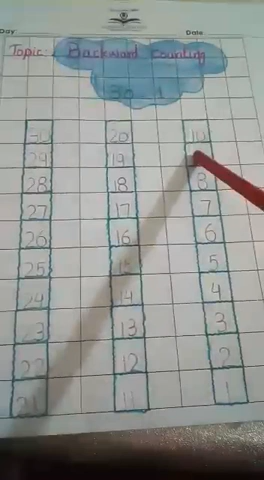 Day Date
Topic:- Backward Counting
30 1
30 20 10
29 19
28 18 8
27 17 7
26 16 6
25 15 5
24 14 4
23 13 3
22 12 2
21 11 1